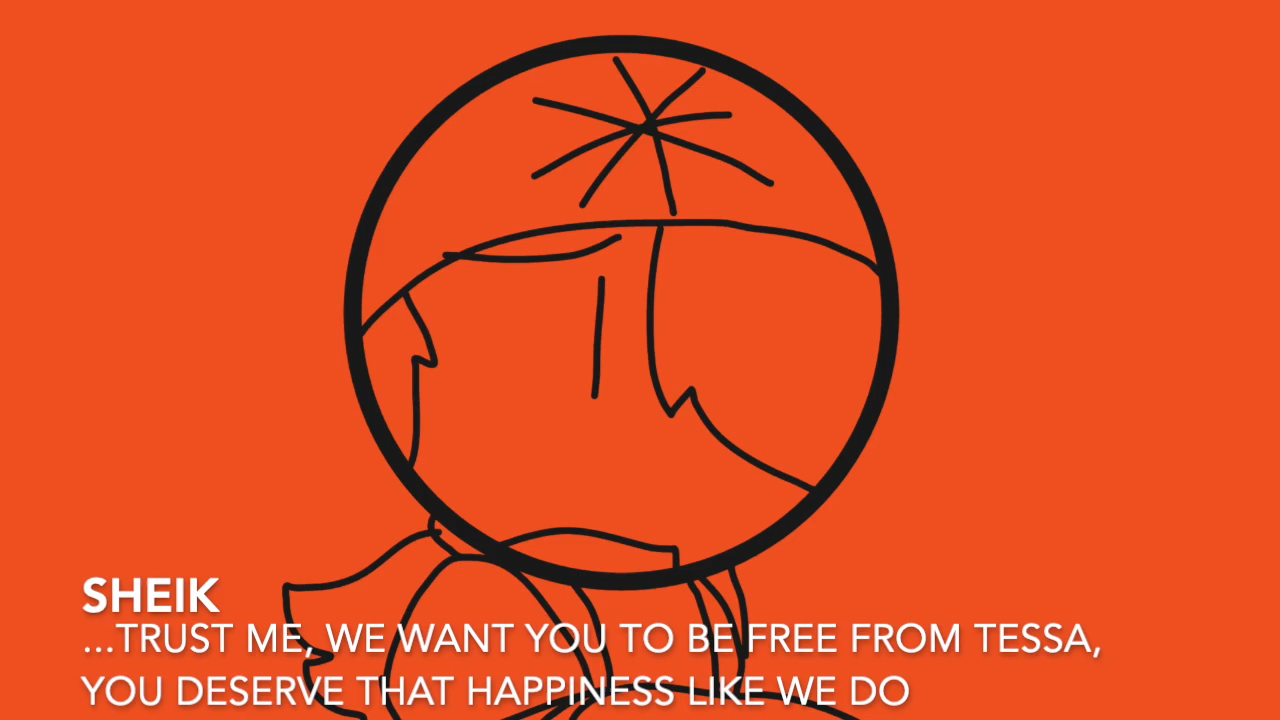 SHEIK
...TRUST ME, WE WANT YOU TO BE FREE FROM TESSA,
YOU DESERVE THAT HAPPINESS LIKE WE DO